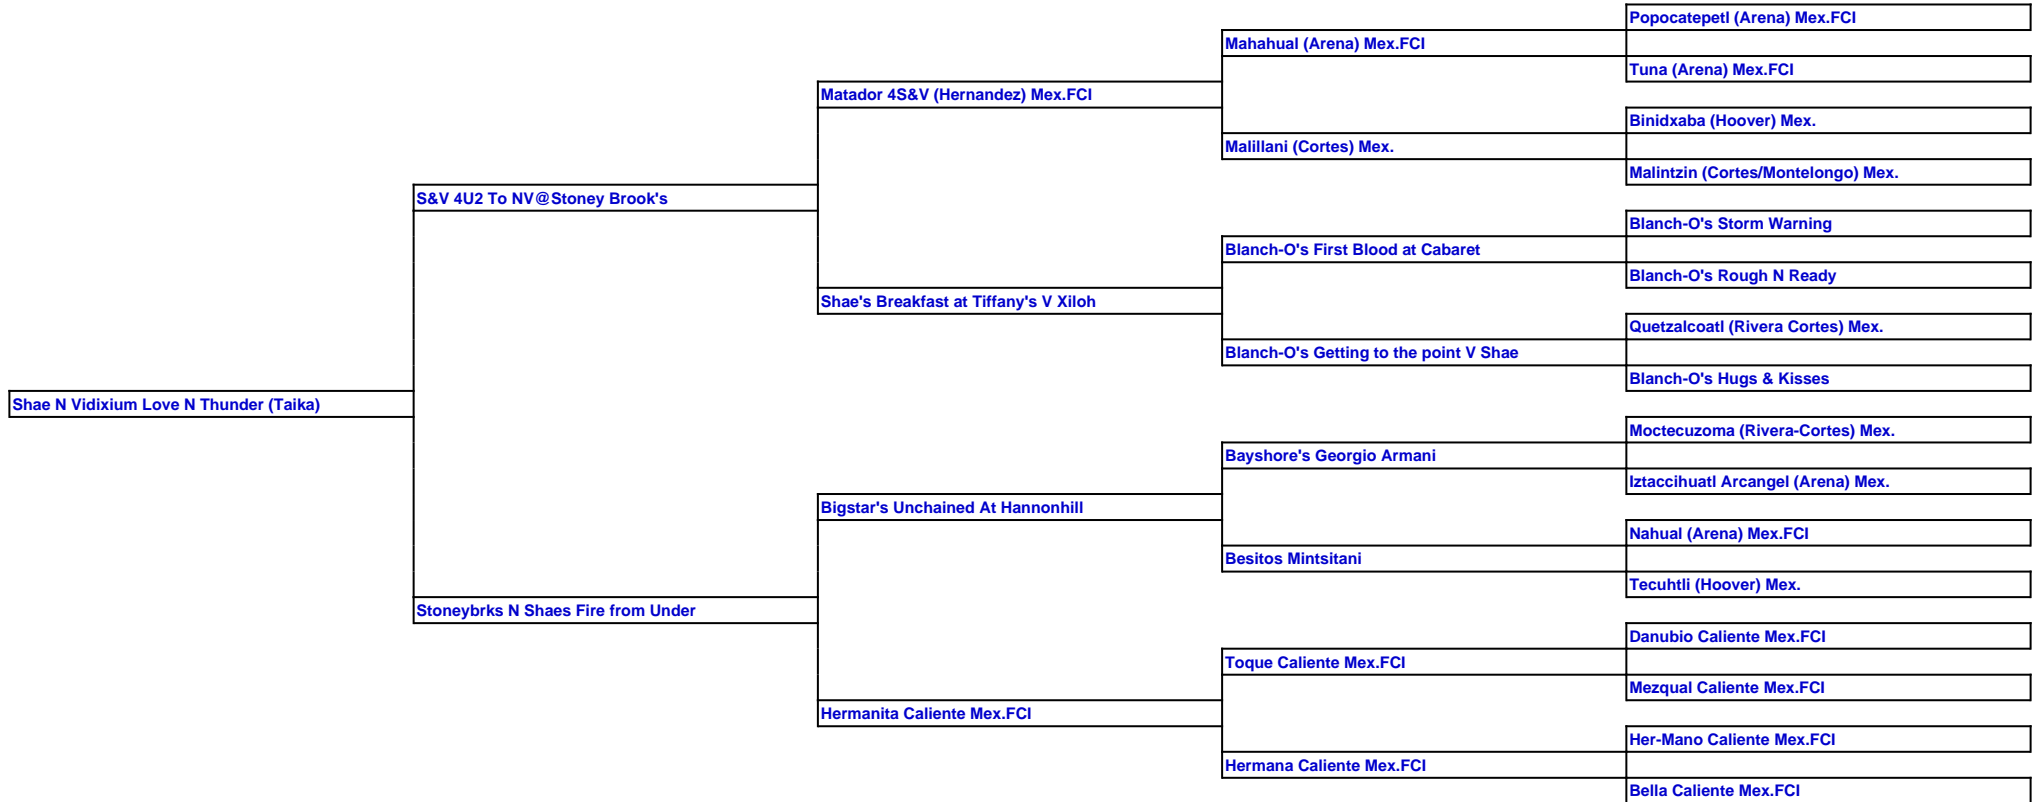 Popocatepetl (Arena) Mex.FCI
Mahahual (Arena) Mex.FCI
Tuna (Arena) Mex.FCI
Matador 4S&V (Hernandez) Mex.FCI
Binidxaba (Hoover) Mex.
Malillani (Cortes) Mex.
Malintzin (Cortes/Montelongo) Mex.
S&V 4U2 To NV@Stoney Brook's
Blanch-O's Storm Warning
Blanch-O's First Blood at Cabaret
Blanch-O's Rough N Ready
Shae's Breakfast at Tiffany's V Xiloh
Quetzalcoatl (Rivera Cortes) Mex.
Blanch-O's Getting to the point V Shae
Blanch-O's Hugs & Kisses
Shae N Vidixium Love N Thunder (Taika)
Moctecuzoma (Rivera-Cortes) Mex.
Bayshore's Georgio Armani
Iztaccihuatl Arcangel (Arena) Mex.
Bigstar's Unchained At Hannonhill
Nahual (Arena) Mex.FCI
Besitos Mintsitani
Tecuhtli (Hoover) Mex.
Stoneybrks N Shaes Fire from Under
Danubio Caliente Mex.FCI
Toque Caliente Mex.FCI
Mezqual Caliente Mex.FCI
Hermanita Caliente Mex.FCI
Her-Mano Caliente Mex.FCI
Hermana Caliente Mex.FCI
Bella Caliente Mex.FCI